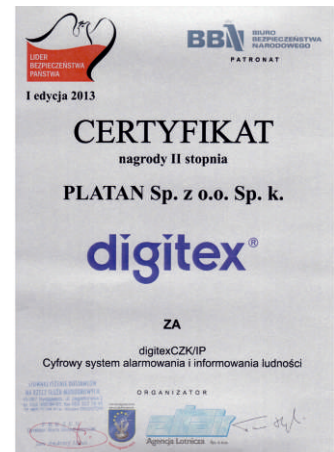 LIDER
BEZPIECZEŃSTWA
PAŃSTWA
BBN BIURO
BEZPIECZEŃSTWA
NARODOWEGO
PATRONAT
I edycja 2013
CERTYFIKAT
nagrody II stopnia
PLATAN Sp. z o.o. Sp. k.
digitex®
ZA
digitexCZK/IP
Cyfrowy system alarmowania i informowania ludności
ORGANIZATOR
Agencja Lotnicza